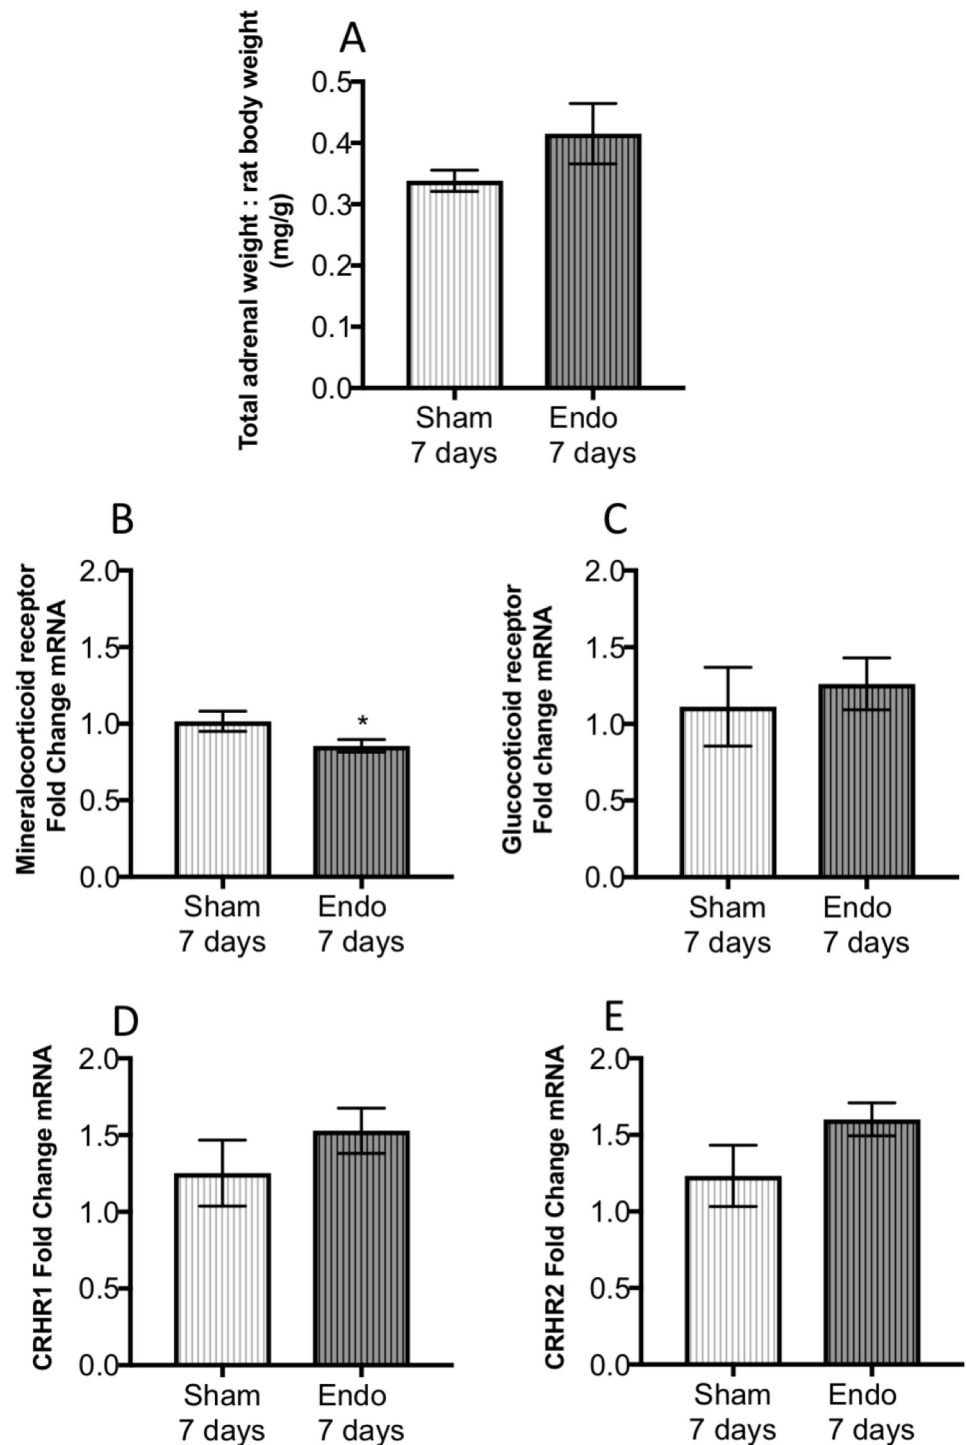 A
Total adrenal weight : rat body weight
(mg/g)
0.5
0.4
0.3
0.2
0.1
0.0
Sham
7 days
Endo
7 days
B
Mineralocorticoid receptor
Fold Change mRNA
2.0
1.5
1.0
0.5
0.0
*
Sham
7 days
Endo
7 days
C
Glucocoticoid receptor
Fold change mRNA
2.0
1.5
1.0
0.5
0.0
Sham
7 days
Endo
7 days
D
CRHR1 Fold Change mRNA
2.0
1.5
1.0
0.5
0.0
Sham
7 days
Endo
7 days
E
CRHR2 Fold Change mRNA
2.0
1.5
1.0
0.5
0.0
Sham
7 days
Endo
7 days